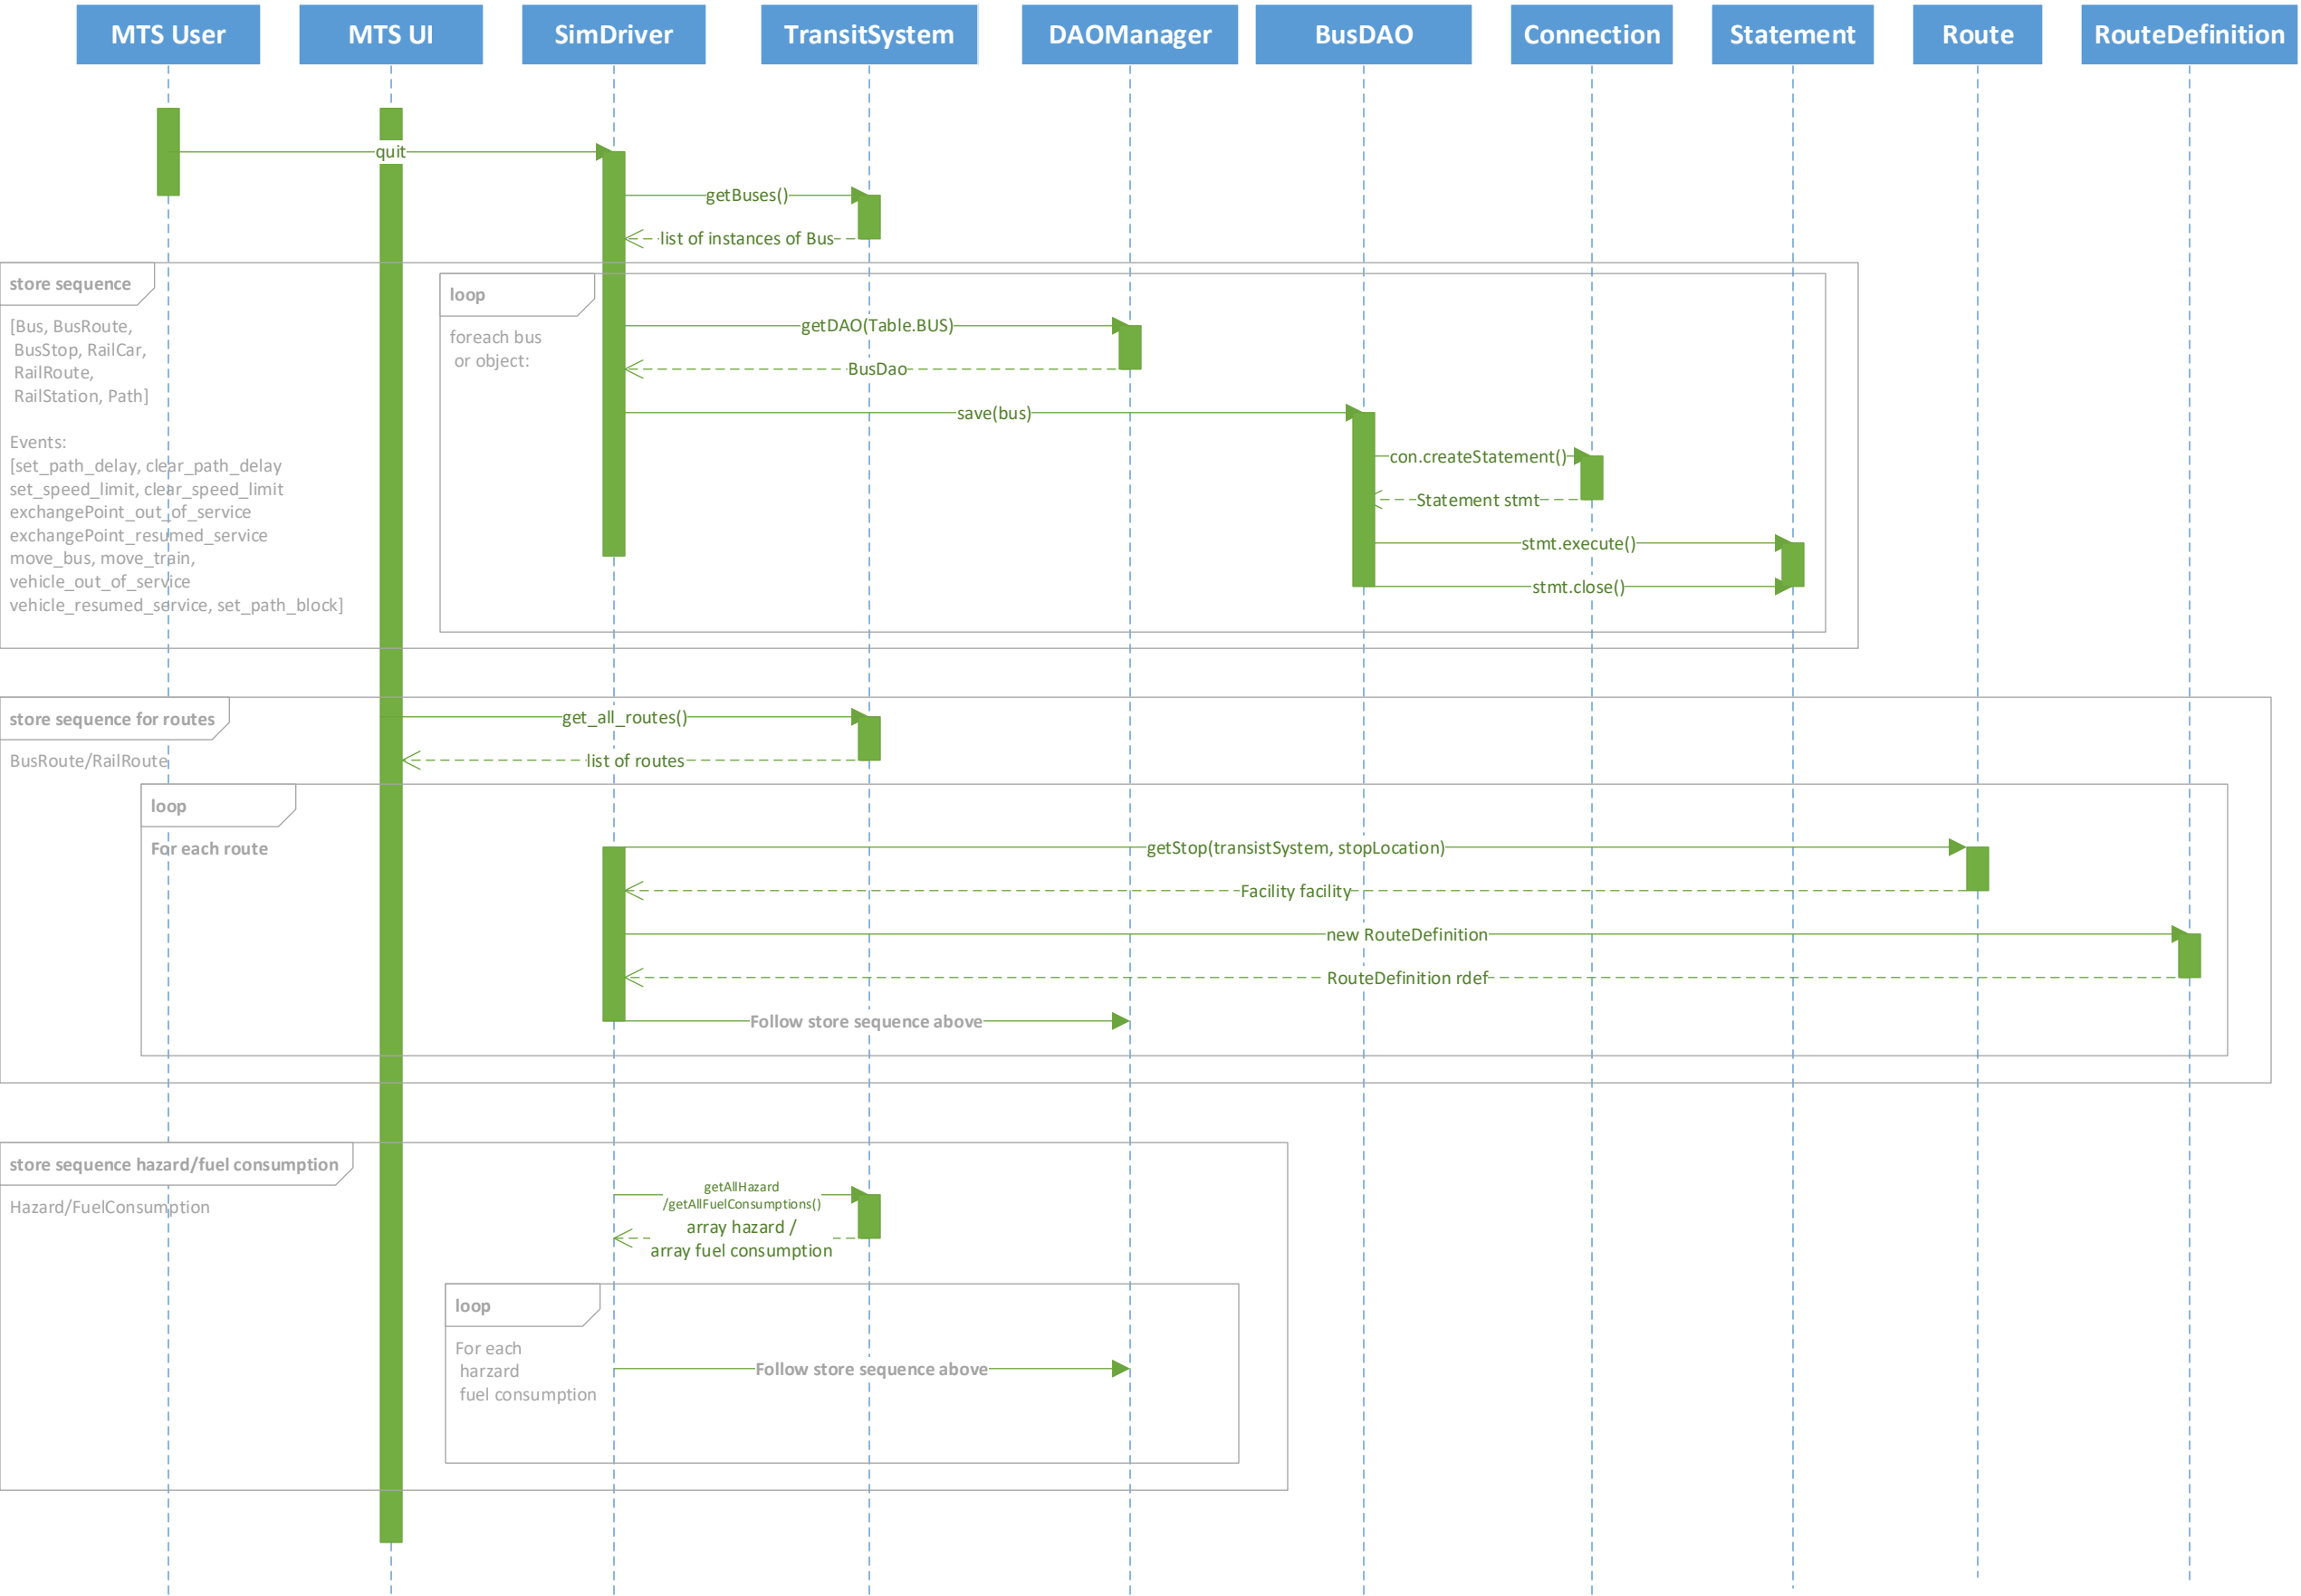 MTS User
MTS UI
SimDriver
TransitSystem
DAOManager
BusDAO
Connection
Statement
Route
RouteDefinition
quit
getBuses()
list of instances of Bus
store sequence
[Bus, BusRoute,
BusStop, RailCar,
RailRoute,
RailStation, Path]
Events:
[set_path_delay, clear_path_delay
set_speed_limit, clear_speed_limit
exchangePoint_out_of_service
exchangePoint_resumed_service
move_bus, move_train,
vehicle_out_of_service
vehicle_resumed_service, set_path_block]
loop
foreach bus
or object:
getDAO(Table.BUS)
BusDao
save(bus)
con.createStatement()
Statement stmt
stmt.execute()
stmt.close()
store sequence for routes
BusRoute/RailRoute
get_all_routes()
list of routes
loop
For each route
getStop(transistSystem, stopLocation)
Facility facility
new RouteDefinition
RouteDefinition rdef
Follow store sequence above
store sequence hazard/fuel consumption
Hazard/FuelConsumption
getAllHazard
/getAllFuelConsumptions()
array hazard /
array fuel consumption
loop
For each
harzard
fuel consumption
Follow store sequence above